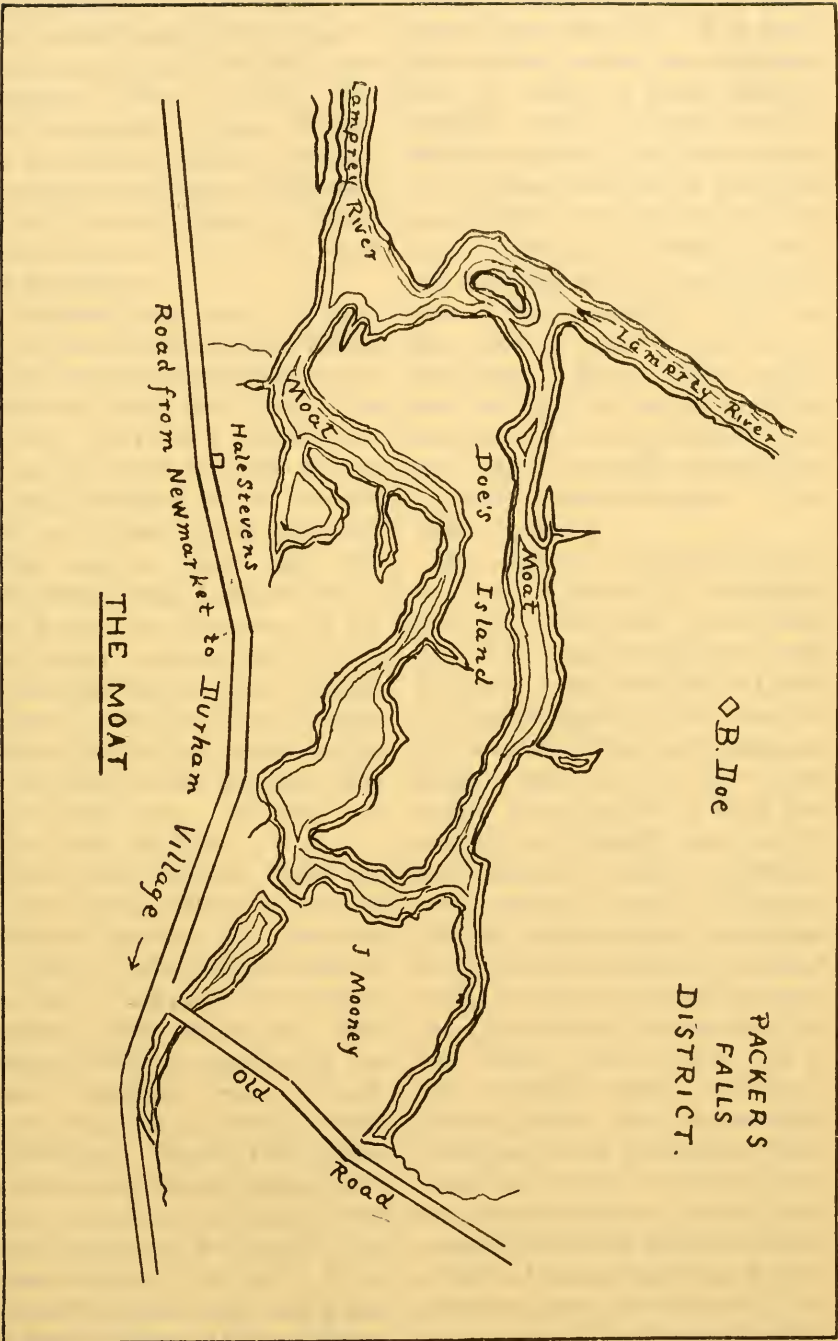 PACKERS
FALLS
DISTRICT.
◇ B. Doe
Lamprey River
Moat
Doe's Island
Lamprey River
Moat
J Mooney
Hale Stevens
Old Road
Road from Newmarket to Durham Village →
THE MOAT